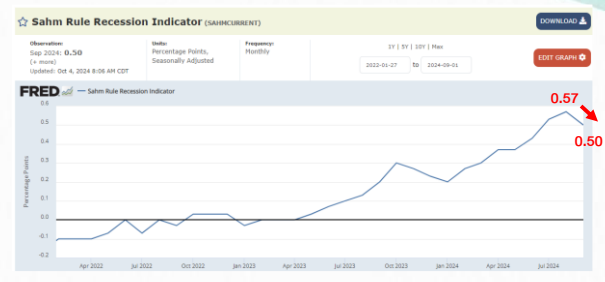 Sahm Rule Recession Indicator (SAHMCURRENT)
DOWNLOAD
Observation:
Sep 2024: 0.50
(+ more)
Updated: Oct 4, 2024 8:06 AM CDT
Units:
Percentage Points,
Seasonally Adjusted
Frequency:
Monthly
1Y | 5Y | 10Y | Max
2022-01-27 to 2024-09-01
EDIT GRAPH
FRED — Sahm Rule Recession Indicator
0.57
0.50
Percentage Points
0.6
0.5
0.4
0.3
0.2
0.1
0.0
-0.1
-0.2
Apr 2022 Jul 2022 Oct 2022 Jan 2023 Apr 2023 Jul 2023 Oct 2023 Jan 2024 Apr 2024 Jul 2024